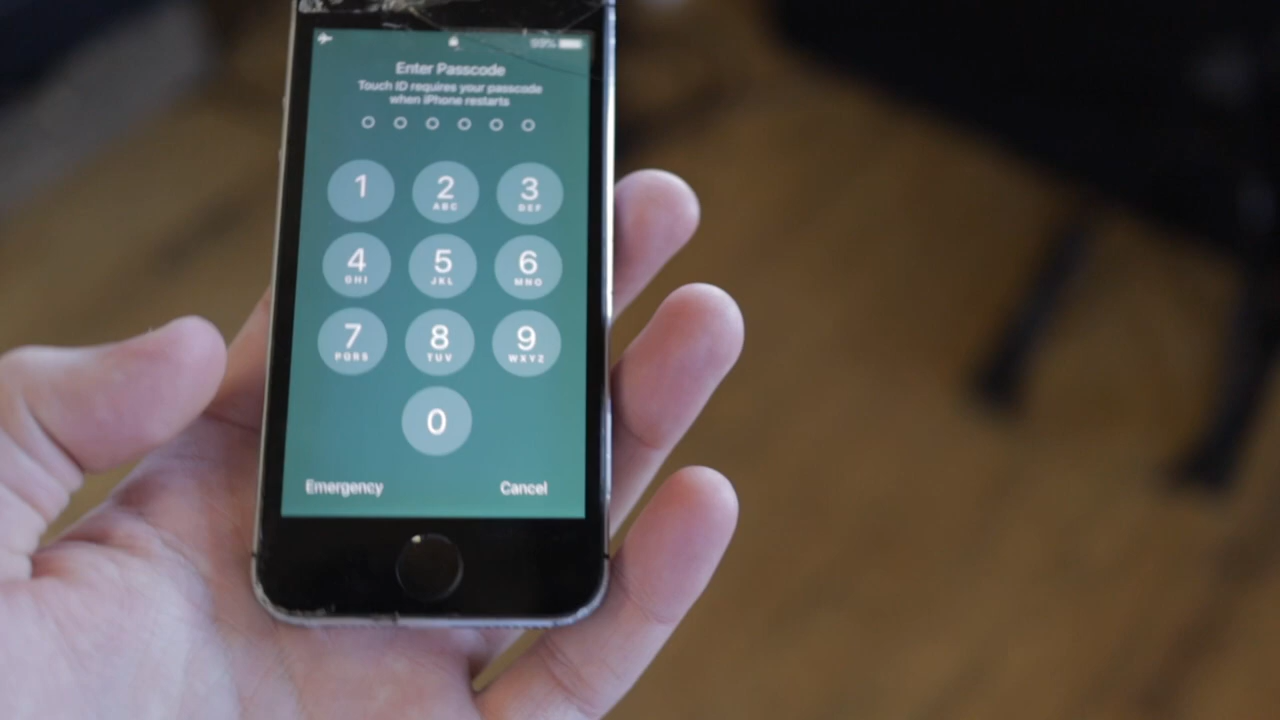 99%
Enter Passcode
Touch ID requires your passcode
when iPhone restarts
1 2 3
ABC DEF
4 5 6
GHI JKL MNO
7 8 9
PQRS TUV WXYZ
0
Emergency Cancel